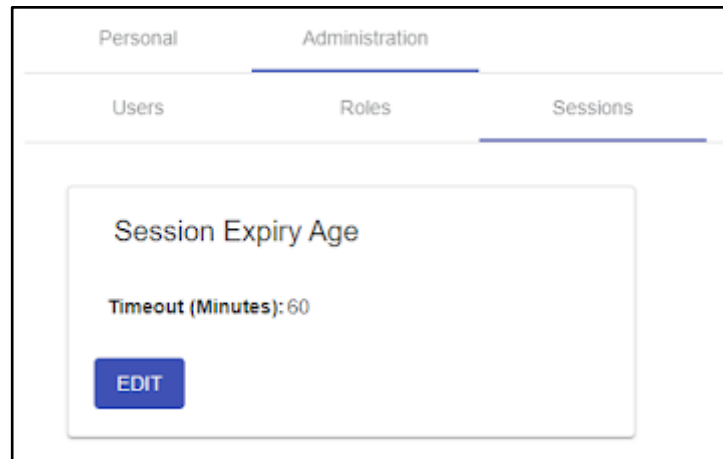 Personal Administration
Users Roles Sessions
Session Expiry Age
Timeout (Minutes): 60
EDIT